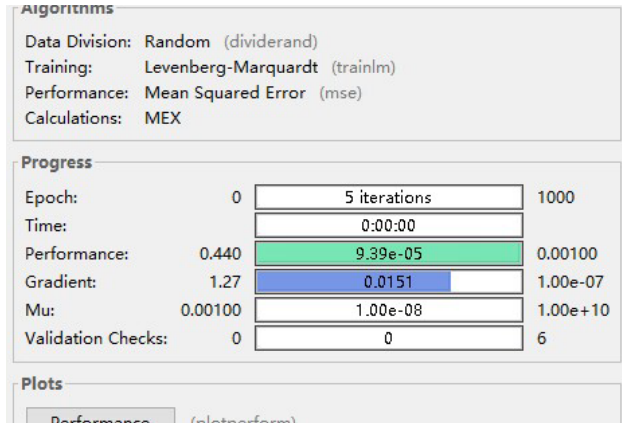 Algorithms
Data Division: Random (dividerand)
Training: Levenberg-Marquardt (trainlm)
Performance: Mean Squared Error (mse)
Calculations: MEX
Progress
Epoch: 0 5 iterations 1000
Time: 0:00:00
Performance: 0.440 9.39e-05 0.00100
Gradient: 1.27 0.0151 1.00e-07
Mu: 0.00100 1.00e-08 1.00e+10
Validation Checks: 0 0 6
Plots
Performance (plotperform)